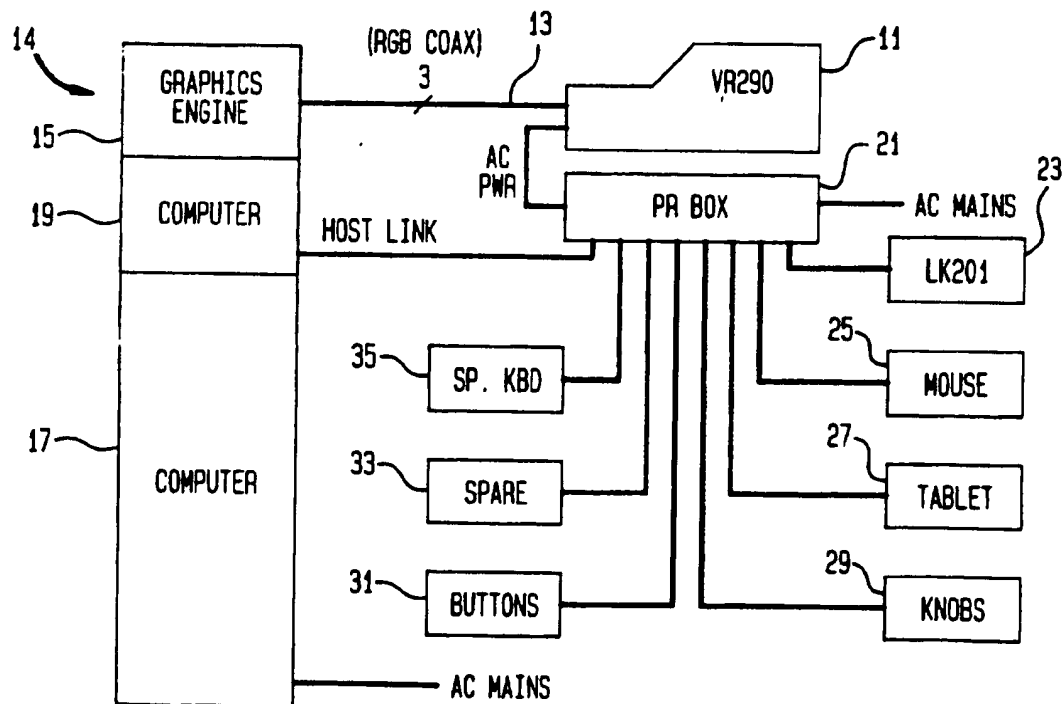 14
(RGB COAX)
3
13
11
GRAPHICS
ENGINE
VR290
15
AC
PWR
21
PR BOX
AC MAINS
23
19
COMPUTER
HOST LINK
LK201
35
SP. KBD
25
MOUSE
17
COMPUTER
33
SPARE
27
TABLET
31
BUTTONS
29
KNOBS
AC MAINS